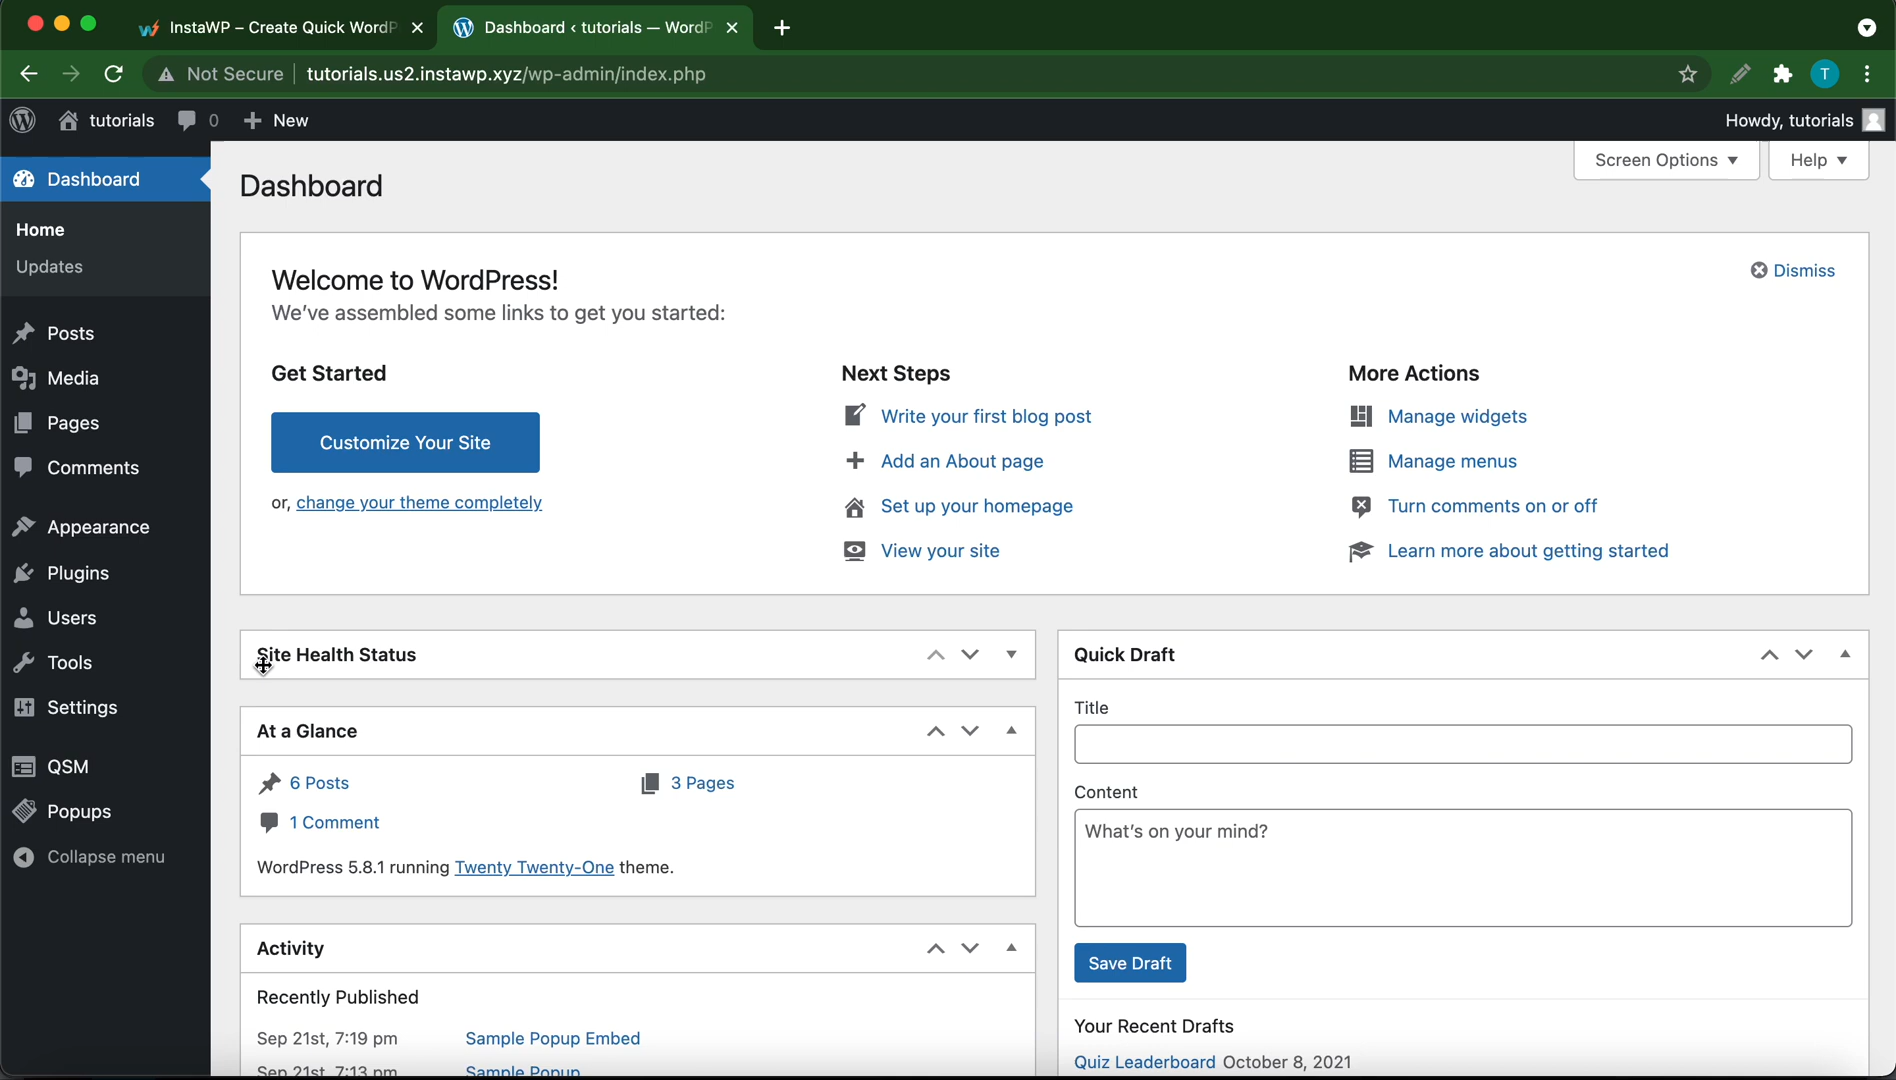 InstaWP – Create Quick WordP
Dashboard ‹ tutorials — WordP
Not Secure
tutorials.us2.instawp.xyz/wp-admin/index.php
T
tutorials
0
New
Howdy, tutorials
Dashboard
Home
Updates
Posts
Media
Pages
Comments
Appearance
Plugins
Users
Tools
Settings
QSM
Popups
Collapse menu
Dashboard
Screen Options
Help
Welcome to WordPress!
We've assembled some links to get you started:
Dismiss
Get Started
Customize Your Site
or, change your theme completely
Next Steps
Write your first blog post
Add an About page
Set up your homepage
View your site
More Actions
Manage widgets
Manage menus
Turn comments on or off
Learn more about getting started
Site Health Status
At a Glance
6 Posts
3 Pages
1 Comment
WordPress 5.8.1 running Twenty Twenty-One theme.
Activity
Recently Published
Sep 21st, 7:19 pm Sample Popup Embed
Sep 21st, 7:13 pm Sample Popup
Quick Draft
Title
Content
What's on your mind?
Save Draft
Your Recent Drafts
Quiz Leaderboard October 8, 2021